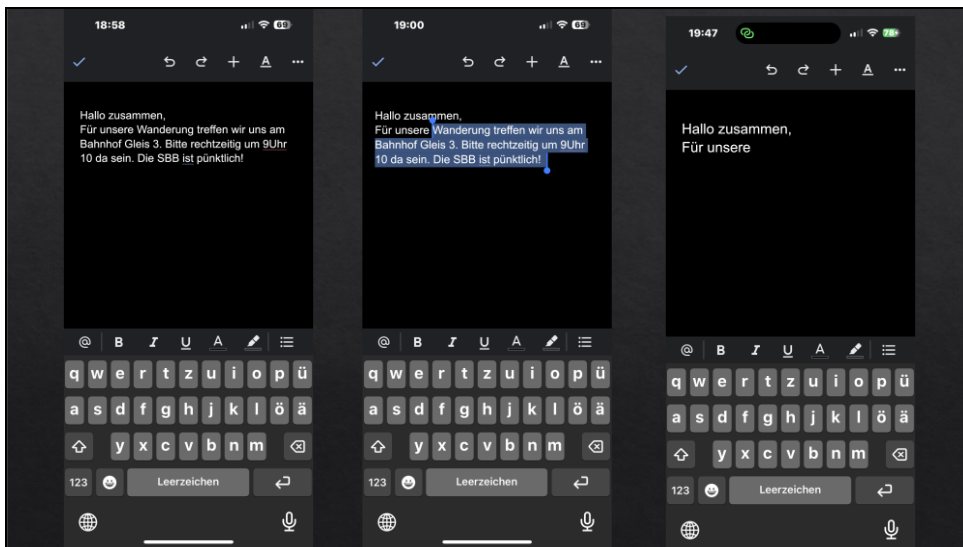 18:58
69
A
Hallo zusammen,
Für unsere Wanderung treffen wir uns am
Bahnhof Gleis 3. Bitte rechtzeitig um 9Uhr
10 da sein. Die SBB ist pünktlich!
@ B I U A
q w e r t z u i o p ü
a s d f g h j k l ö ä
y x c v b n m
123 Leerzeichen
19:00
69
A
Hallo zusammen,
Für unsere Wanderung treffen wir uns am
Bahnhof Gleis 3. Bitte rechtzeitig um 9Uhr
10 da sein. Die SBB ist pünktlich!
@ B I U A
q w e r t z u i o p ü
a s d f g h j k l ö ä
y x c v b n m
123 Leerzeichen
19:47
78
A
Hallo zusammen,
Für unsere
@ B I U A
q w e r t z u i o p ü
a s d f g h j k l ö ä
y x c v b n m
123 Leerzeichen